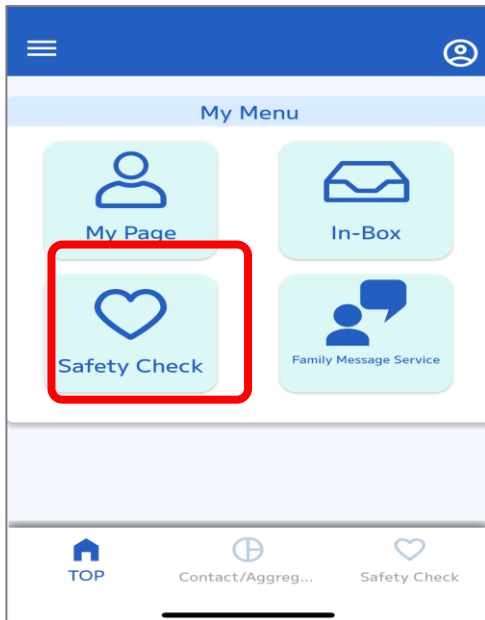 My Menu
My Page
In-Box
Safety Check
Family Message Service
TOP
Contact/Aggreg...
Safety Check